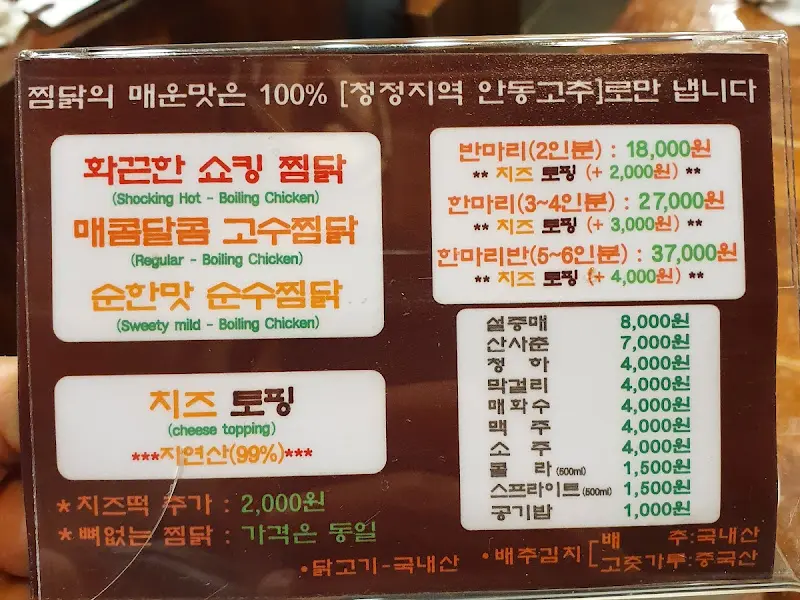 찜닭의 매운맛은 100% [청정지역 안동고추]로만 냅니다
화끈한 쇼킹 찜닭
(Shocking Hot - Boiling Chicken)
매콤달콤 고수찜닭
(Regular - Boiling Chicken)
순한맛 순수찜닭
(Sweety mild - Boiling Chicken)
치즈 토핑
(cheese topping)
***자연산(99%)***
*치즈떡 추가 : 2,000원
*뼈없는 찜닭 : 가격은 동일
반마리(2인분) : 18,000원
** 치즈 토핑 (+ 2,000원) **
한마리(3~4인분) : 27,000원
** 치즈 토핑 (+ 3,000원) **
한마리반(5~6인분) : 37,000원
** 치즈 토핑 (+ 4,000원) **
설중매 8,000원
산사춘 7,000원
청 하 4,000원
막걸리 4,000원
매화수 4,000원
맥 주 4,000원
소 주 4,000원
콜 라 (500ml) 1,500원
스프라이트 (500ml) 1,500원
공기밥 1,000원
•닭고기-국내산
•배추김치 [배 추:국내산
고춧가루:중국산